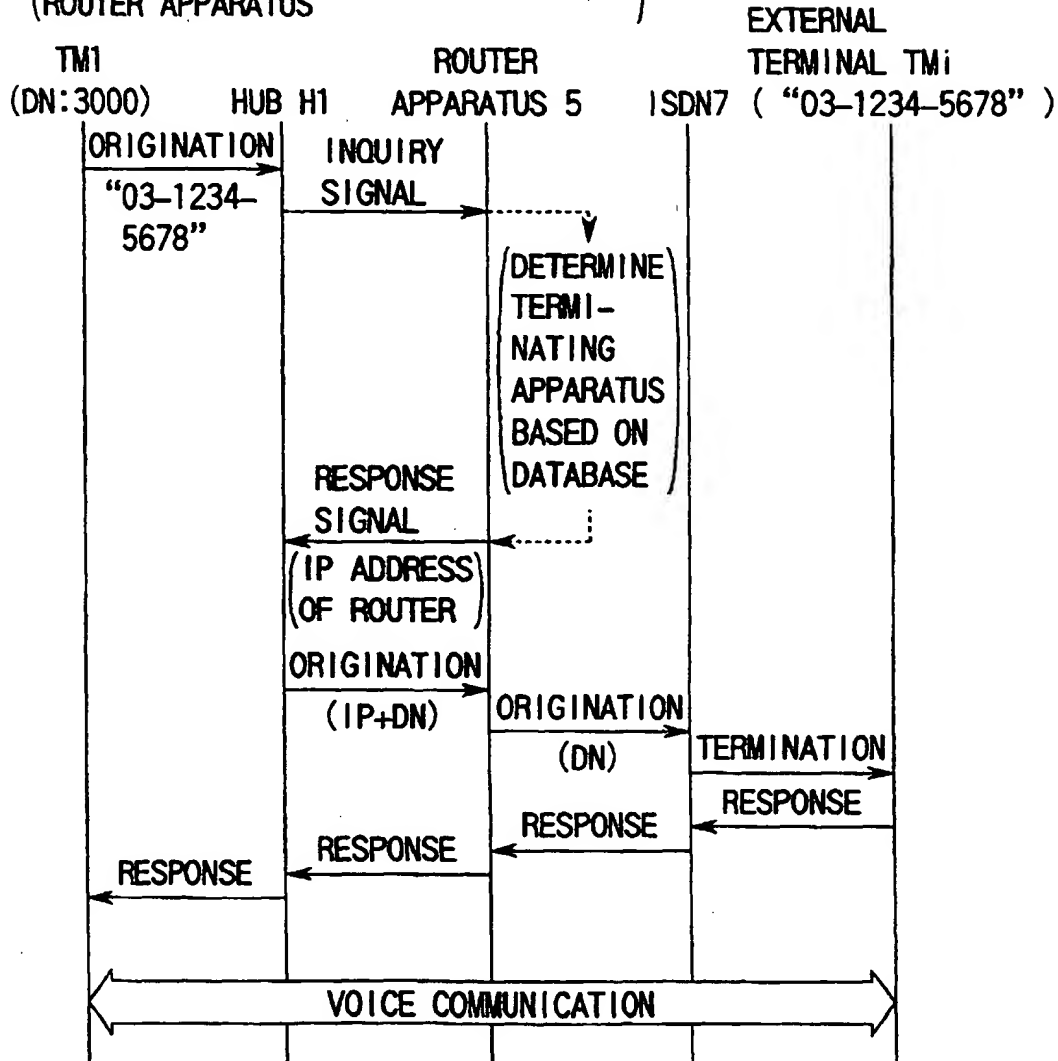 (ROUTER APPARATUS )
EXTERNAL
TM1 ROUTER TERMINAL TMi
(DN:3000) HUB H1 APPARATUS 5 ISDN7 ( “03-1234-5678” )
ORIGINATION INQUIRY
“03-1234- SIGNAL
5678”
(DETERMINE
TERMI-
NATING
APPARATUS
BASED ON
DATABASE)
RESPONSE
SIGNAL
(IP ADDRESS
OF ROUTER)
ORIGINATION
(IP+DN)
ORIGINATION
(DN)
TERMINATION
RESPONSE
RESPONSE
RESPONSE
RESPONSE
VOICE COMMUNICATION